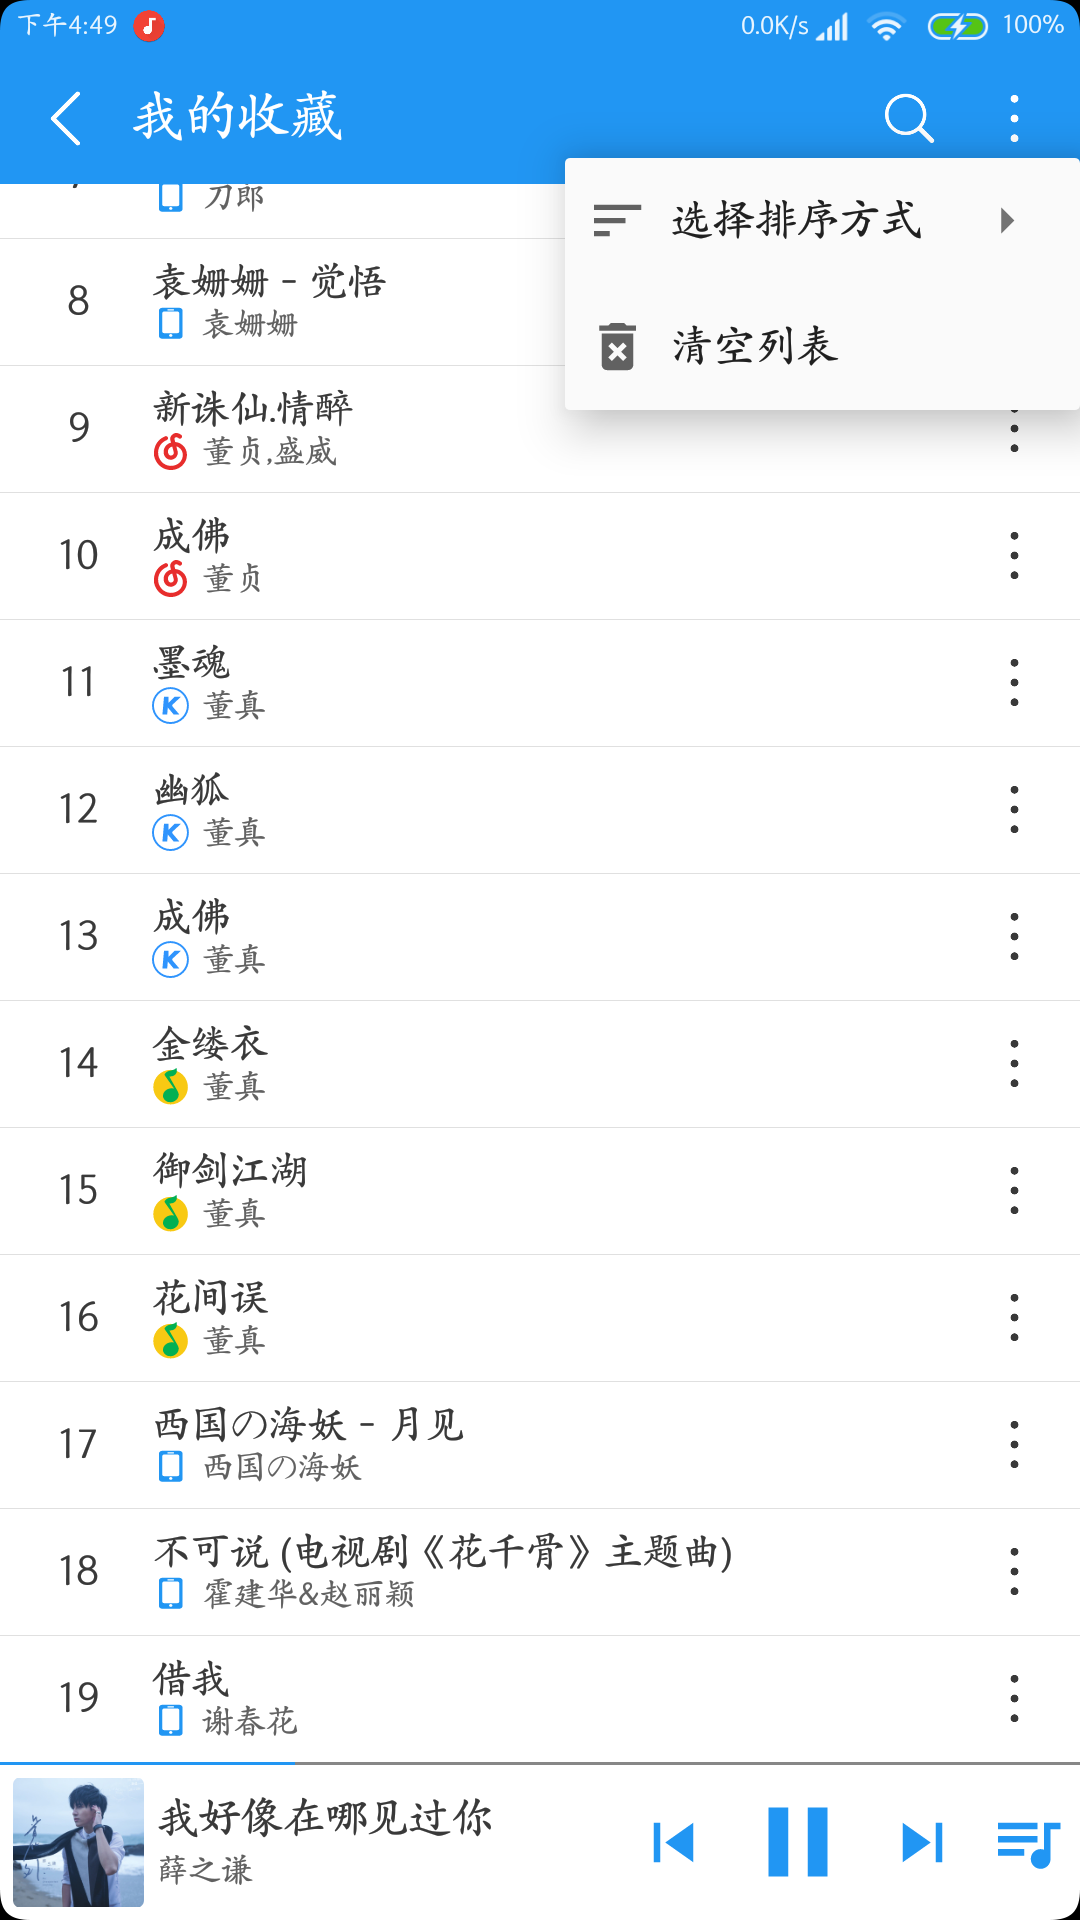 下午4:49 0.0K/s 100%
我的收藏
选择排序方式
清空列表
刀郎
8 袁姗姗 - 觉悟
袁姗姗
9 新诛仙.情醉
董贞,盛威
10 成佛
董贞
11 墨魂
董真
12 幽狐
董真
13 成佛
董真
14 金缕衣
董真
15 御剑江湖
董真
16 花间误
董真
17 西国の海妖 - 月见
西国の海妖
18 不可说 (电视剧《花千骨》主题曲)
霍建华&赵丽颖
19 借我
谢春花
我好像在哪见过你
薛之谦